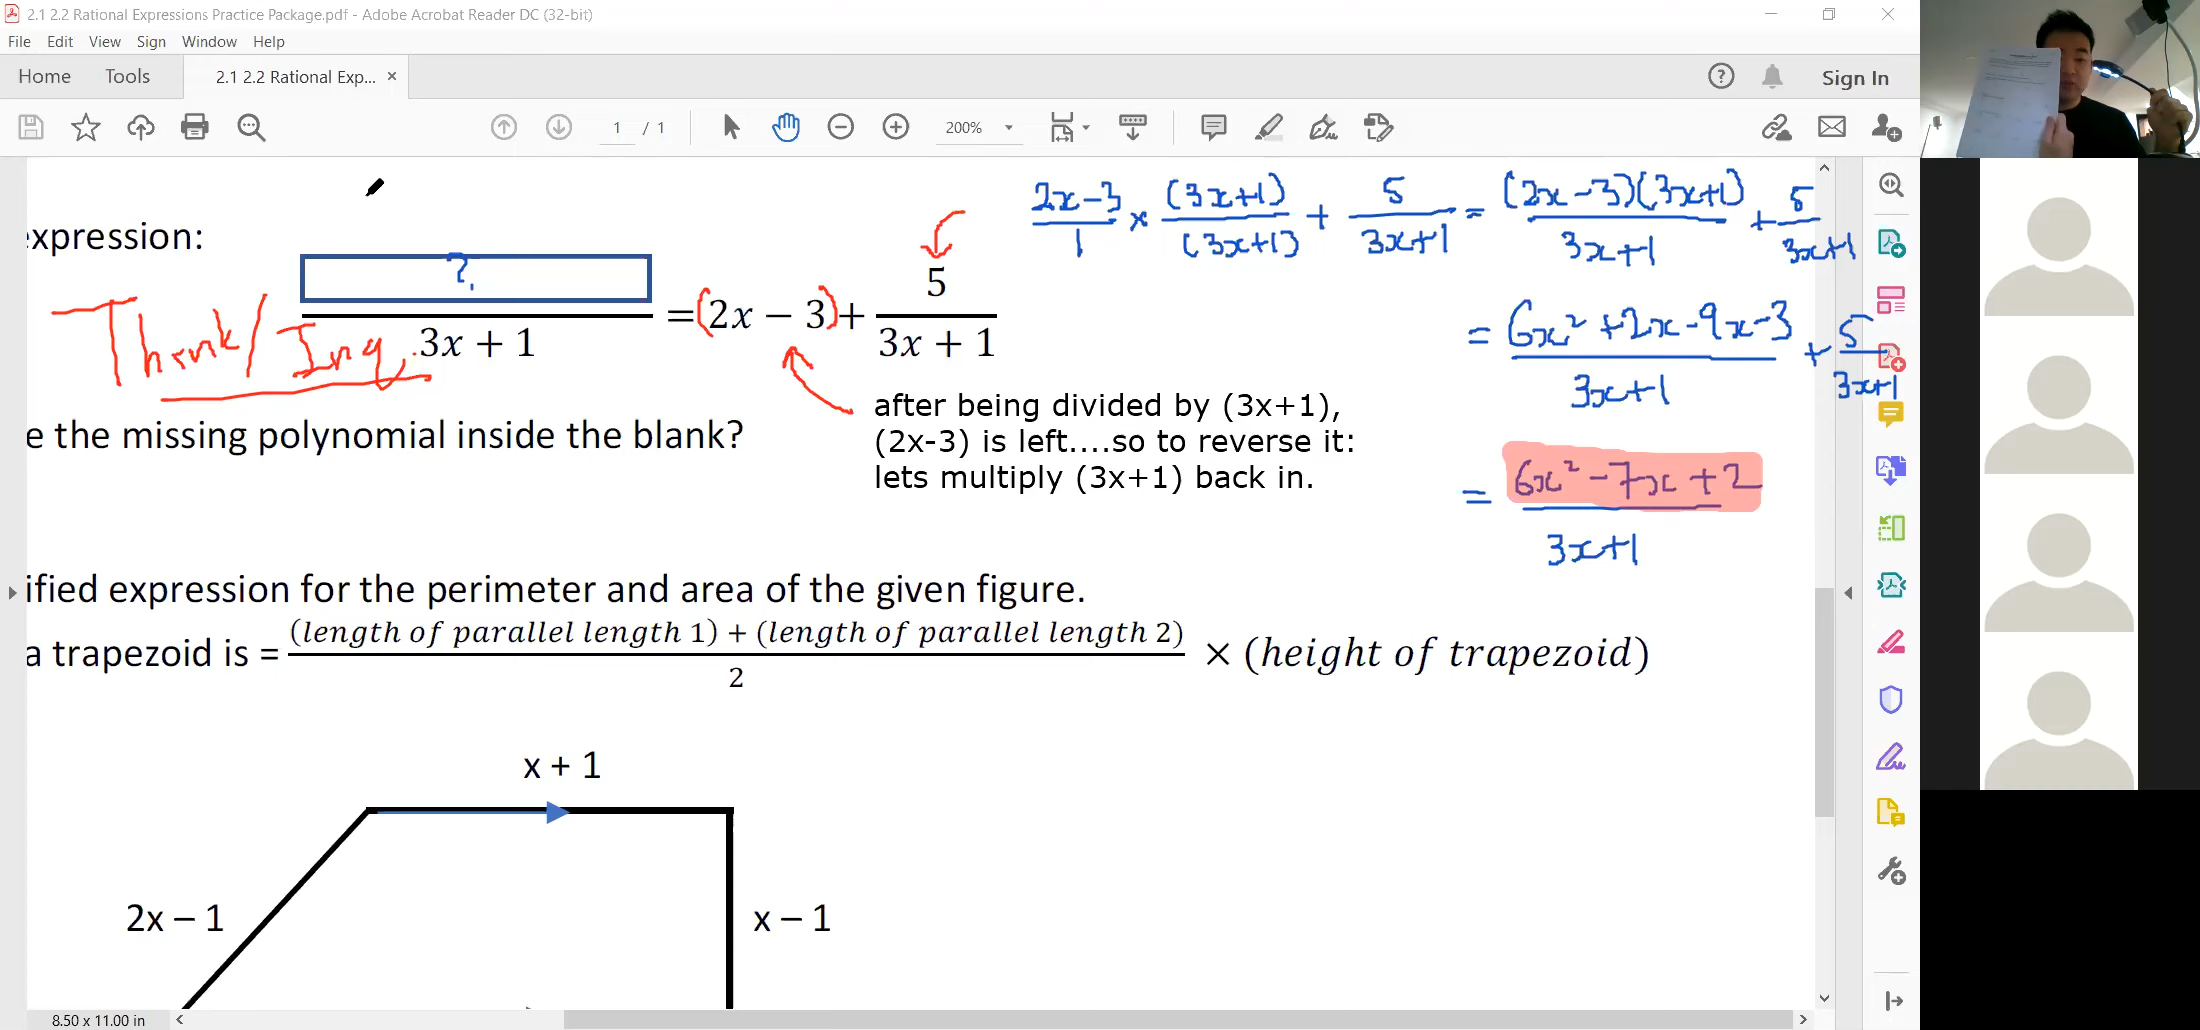 2.1 2.2 Rational Expressions Practice Package.pdf - Adobe Acrobat Reader DC (32-bit)
File Edit View Sign Window Help
Home Tools 2.1 2.2 Rational Exp... × Sign In
1 / 1 200%
expression:
?
3x + 1
= (2x − 3) +
5
3x + 1
Think/Inq.
after being divided by (3x+1),
(2x-3) is left....so to reverse it:
lets multiply (3x+1) back in.
e the missing polynomial inside the blank?
2x-3 (3x+1) 5 (2x-3)(3x+1) 5
× + = +
1 (3x+1) 3x+1 3x+1 3x+1
= 6x² +2x-9x-3 + 5
3x+1 3x+1
= 6x² -7x +2
3x+1
ified expression for the perimeter and area of the given figure.
a trapezoid is = (length of parallel length 1) + (length of parallel length 2)
2
× (height of trapezoid)
x + 1
2x – 1
x – 1
8.50 x 11.00 in